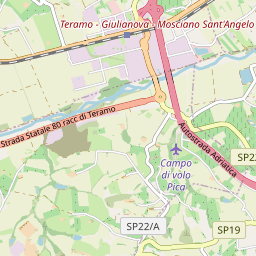 Teramo - Giulianova - Mosciano Sant'Angelo
Strada Statale 80 racc di Teramo
Autostrada Adriatica
SP22
Campo
di volo
Pica
SP22/A
SP19